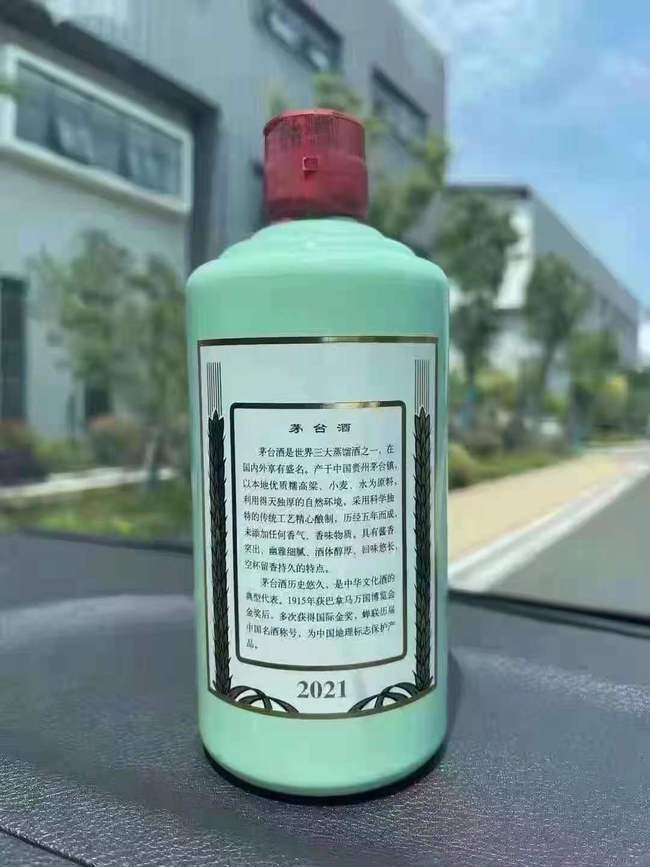 茅台酒
茅台酒是世界三大蒸馏酒之一，在
国内外享有盛名。产于中国贵州茅台镇，
以本地优质糯高粱、小麦、水为原料，
利用得天独厚的自然环境，采用科学独
特的传统工艺精心酿制，历经五年而成，
未添加任何香气、香味物质。具有酱香
突出、幽雅细腻、酒体醇厚、回味悠长、
空杯留香持久的特点。
茅台酒历史悠久，是中华文化酒的
典型代表。1915年获巴拿马万国博览会
金奖后，多次获得国际金奖，蝉联历届
中国名酒称号，为中国地理标志保护产
品。
2021